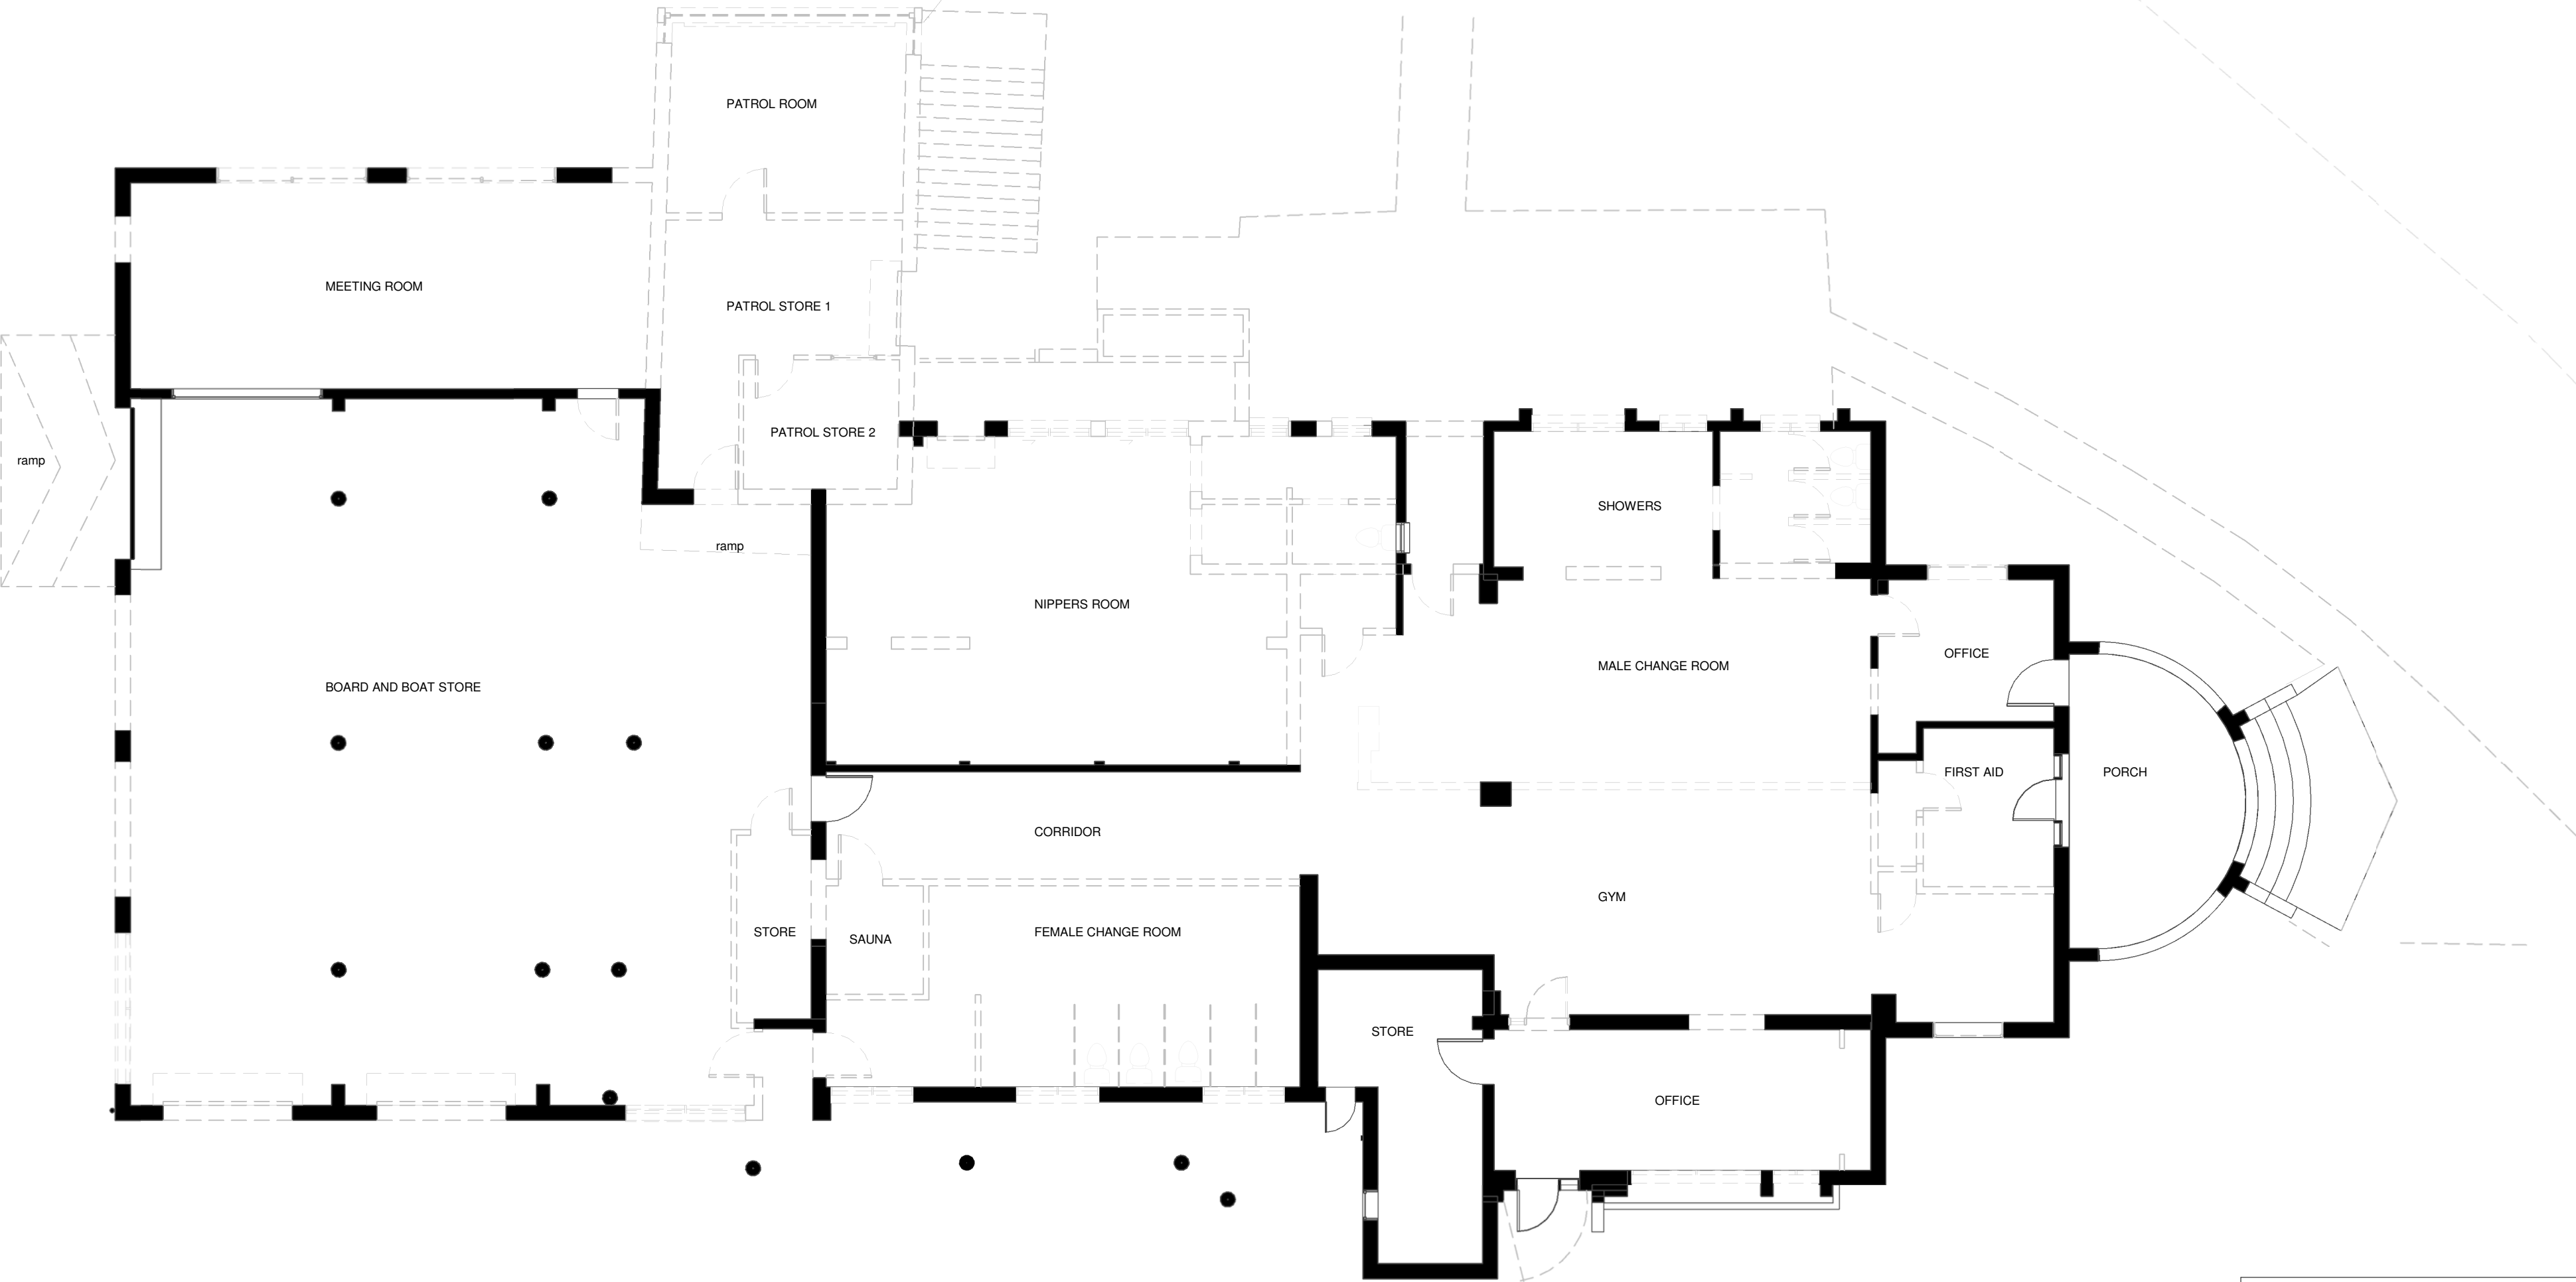 PATROL ROOM
MEETING ROOM
PATROL STORE 1
PATROL STORE 2
ramp
SHOWERS
ramp
NIPPERS ROOM
OFFICE
MALE CHANGE ROOM
BOARD AND BOAT STORE
FIRST AID
PORCH
CORRIDOR
GYM
STORE
SAUNA
FEMALE CHANGE ROOM
STORE
OFFICE